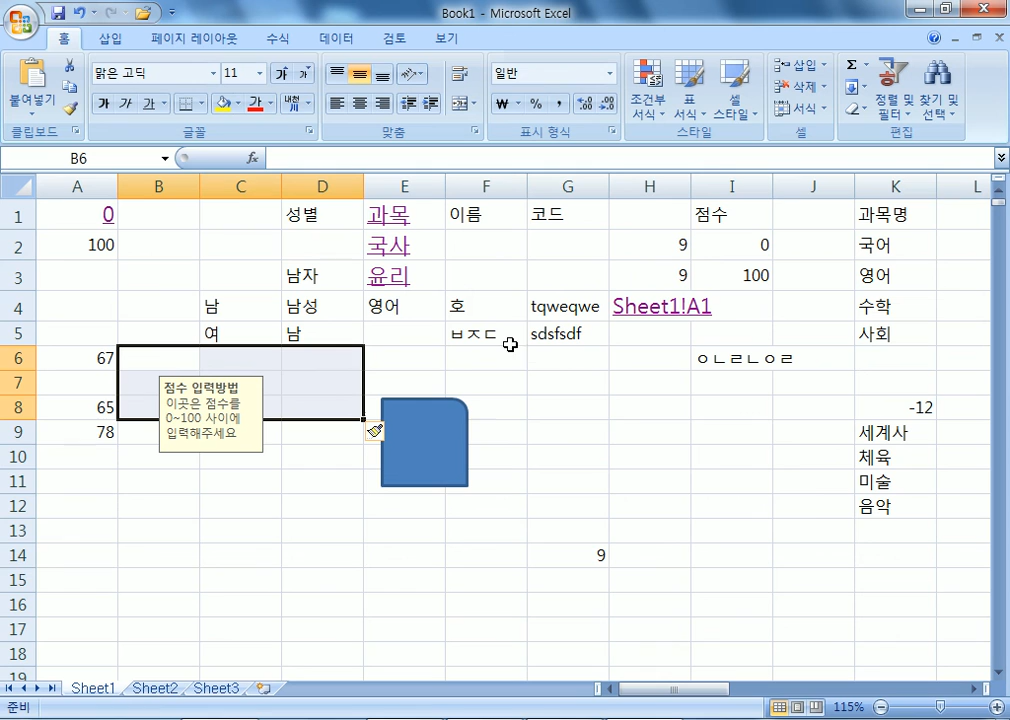 Book1 - Microsoft Excel
홈 삽입 페이지 레이아웃 수식 데이터 검토 보기
붙여넣기 맑은 고딕 11 가 가 일반 조건부 서식 표 서식 셀 스타일 삽입 삭제 서식 Σ 정렬 및 필터 찾기 및 선택
가 가 가 가 내천 ₩ % ,
클립보드 글꼴 맞춤 표시 형식 스타일 셀 편집
B6 fx
A B C D E F G H I J K L
1 0 성별 과목 이름 코드 점수 과목명
2 100 국사 9 0 국어
3 남자 윤리 9 100 영어
4 남 남성 영어 호 tqweqwe Sheet1!A1 수학
5 여 남 ㅂㅈㄷ sdsfsdf 사회
6 67 ㅇㄴㄹㄴㅇㄹ
7
8 65 -12
9 78 세계사
10 체육
11 미술
12 음악
13
14 9
15
16
17
18
19
점수 입력방법
이곳은 점수를
0~100 사이에
입력해주세요
Sheet1 Sheet2 Sheet3
준비 115%